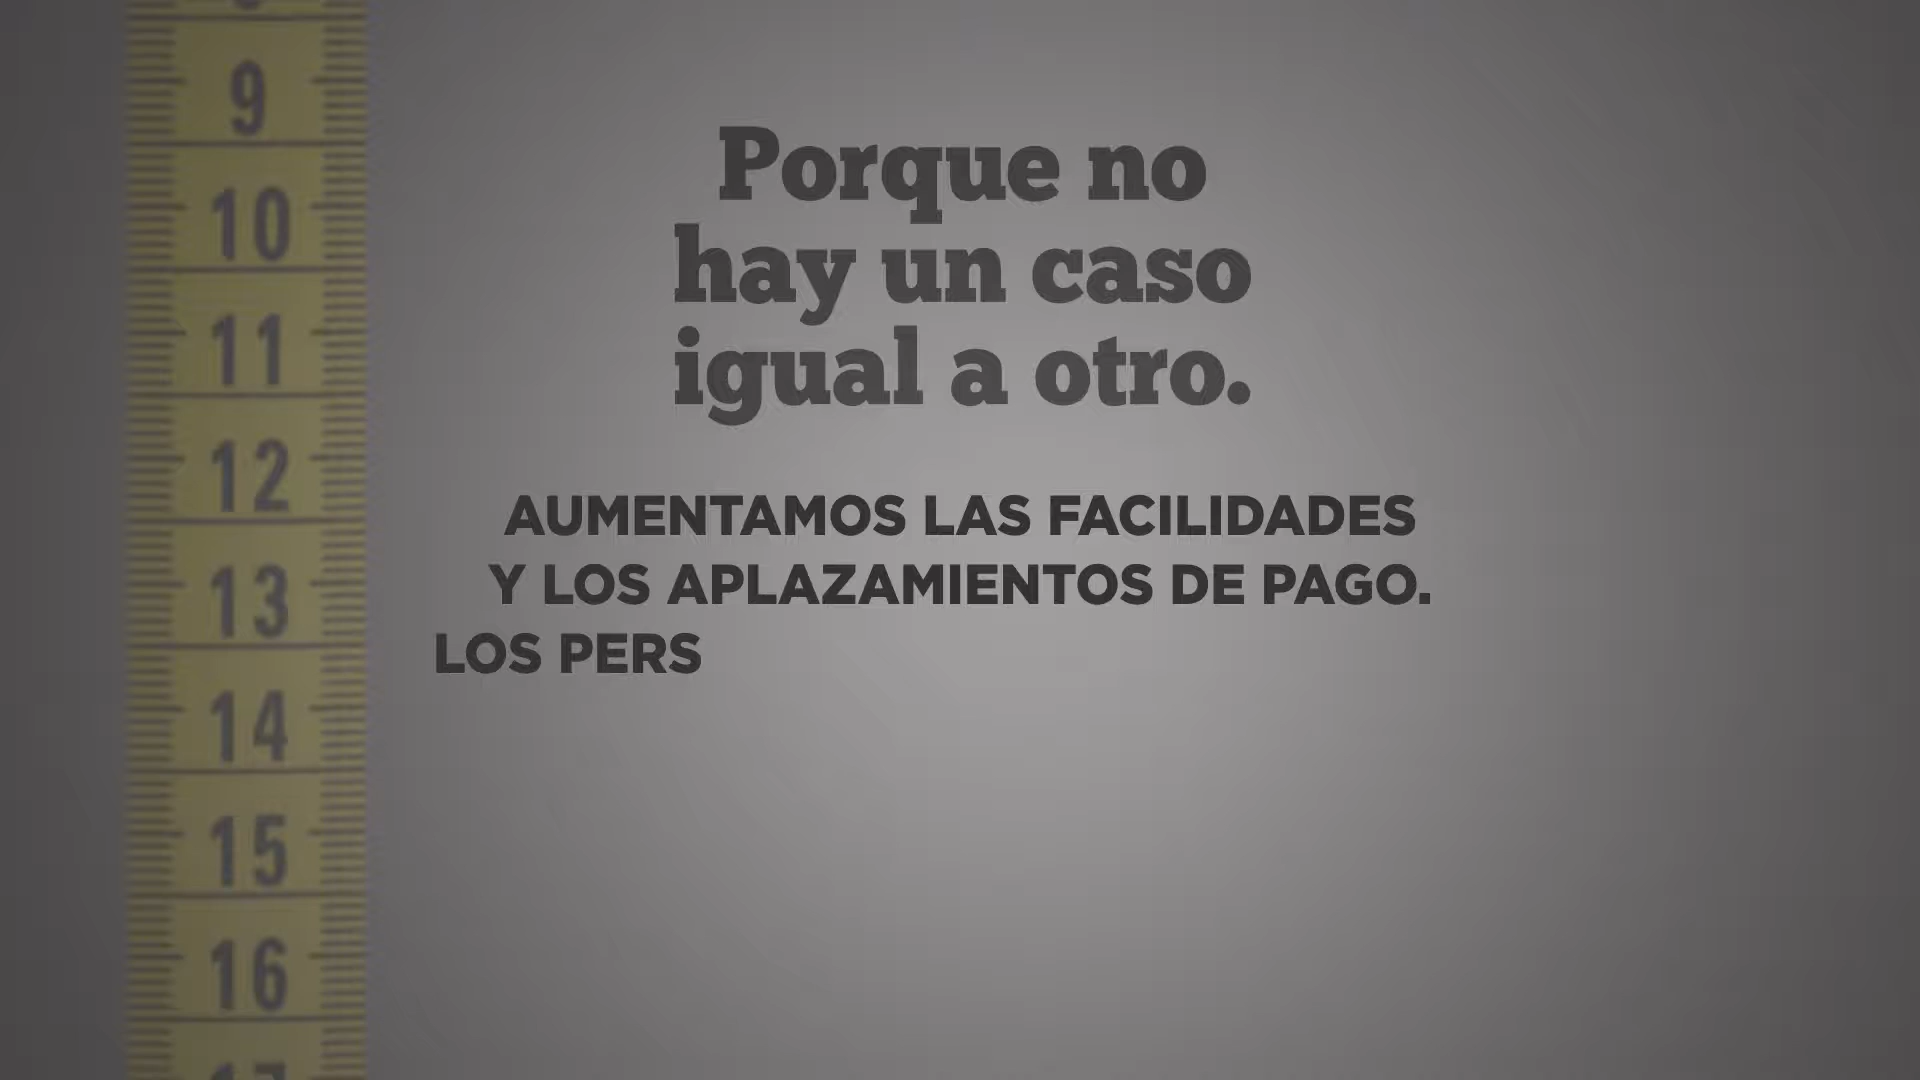 9
10
11
12
13
14
15
16
Porque no
hay un caso
igual a otro.
AUMENTAMOS LAS FACILIDADES
Y LOS APLAZAMIENTOS DE PAGO.
LOS PERS